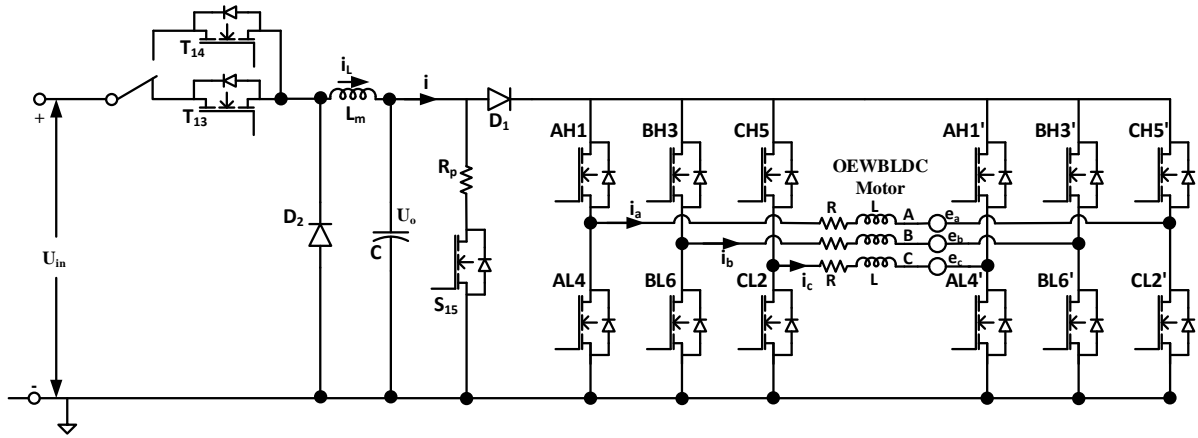 T14
iL
i
+
T13
Lm
D1
AH1
BH3
CH5
AH1'
BH3'
CH5'
OEWBLDC
Motor
Rp
R
L
A
ea
ia
D2
Uo
B
eb
Uin
C
ib
C
ec
ic
R
L
S15
AL4
BL6
CL2
AL4'
BL6'
CL2'
-